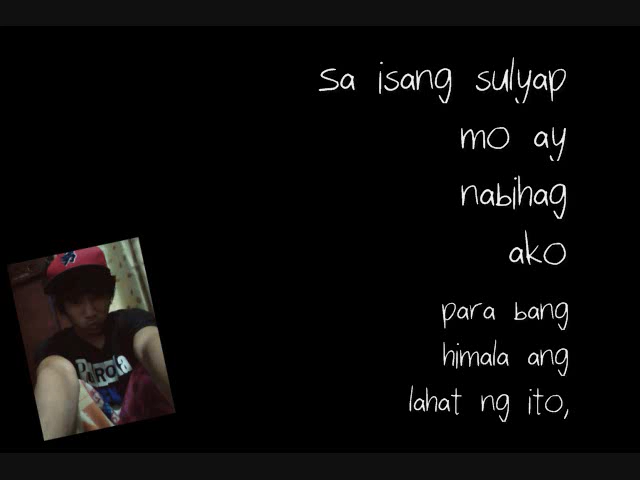 sa isang sulyap
mo ay
nabihag
ako
para bang
himala ang
lahat ng ito,